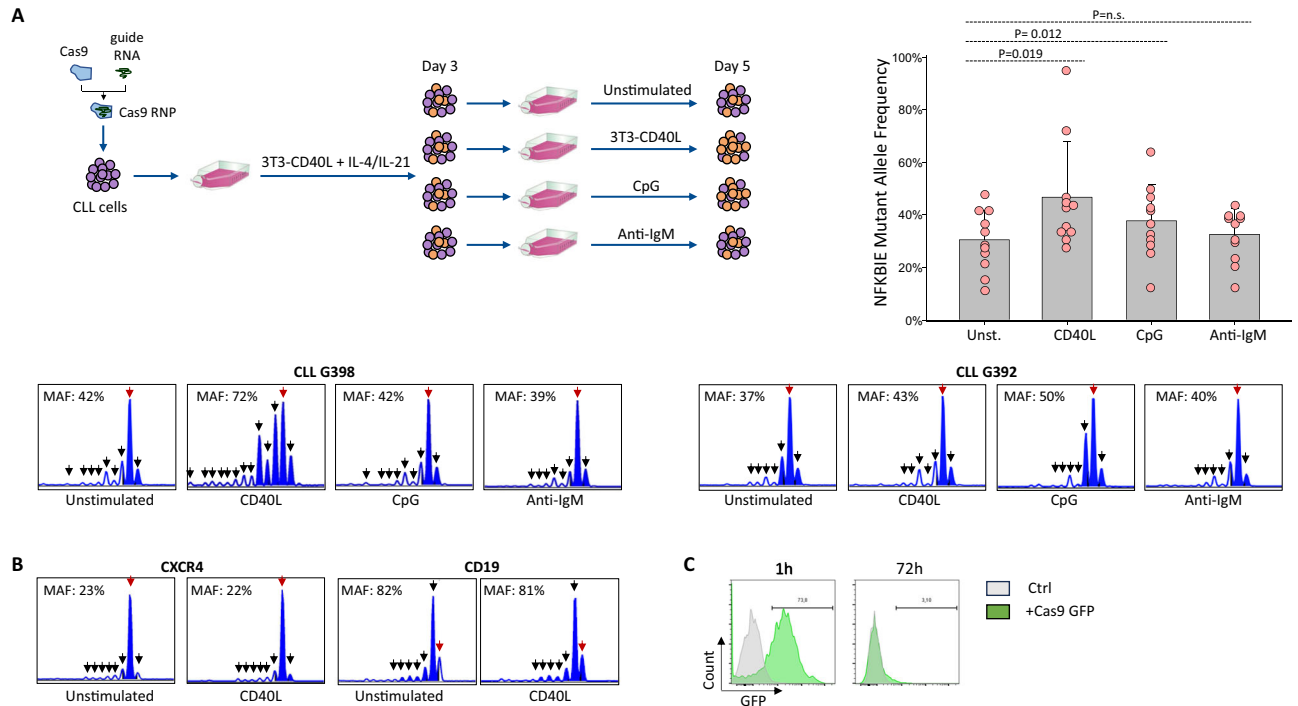 A
Cas9
guide
RNA
Cas9 RNP
CLL cells
3T3-CD40L + IL-4/IL-21
Day 3
Day 5
Unstimulated
3T3-CD40L
CpG
Anti-IgM
P=n.s.
P= 0.012
P=0.019
NFKBIE Mutant Allele Frequency
100%
80%
60%
40%
20%
0%
Unst.
CD40L
CpG
Anti-IgM
CLL G398
MAF: 42%
MAF: 72%
MAF: 42%
MAF: 39%
Unstimulated
CD40L
CpG
Anti-IgM
CLL G392
MAF: 37%
MAF: 43%
MAF: 50%
MAF: 40%
Unstimulated
CD40L
CpG
Anti-IgM
B
CXCR4
MAF: 23%
MAF: 22%
Unstimulated
CD40L
CD19
MAF: 82%
MAF: 81%
Unstimulated
CD40L
C
1h
72h
73,8
3,10
Count
GFP
Ctrl
+Cas9 GFP